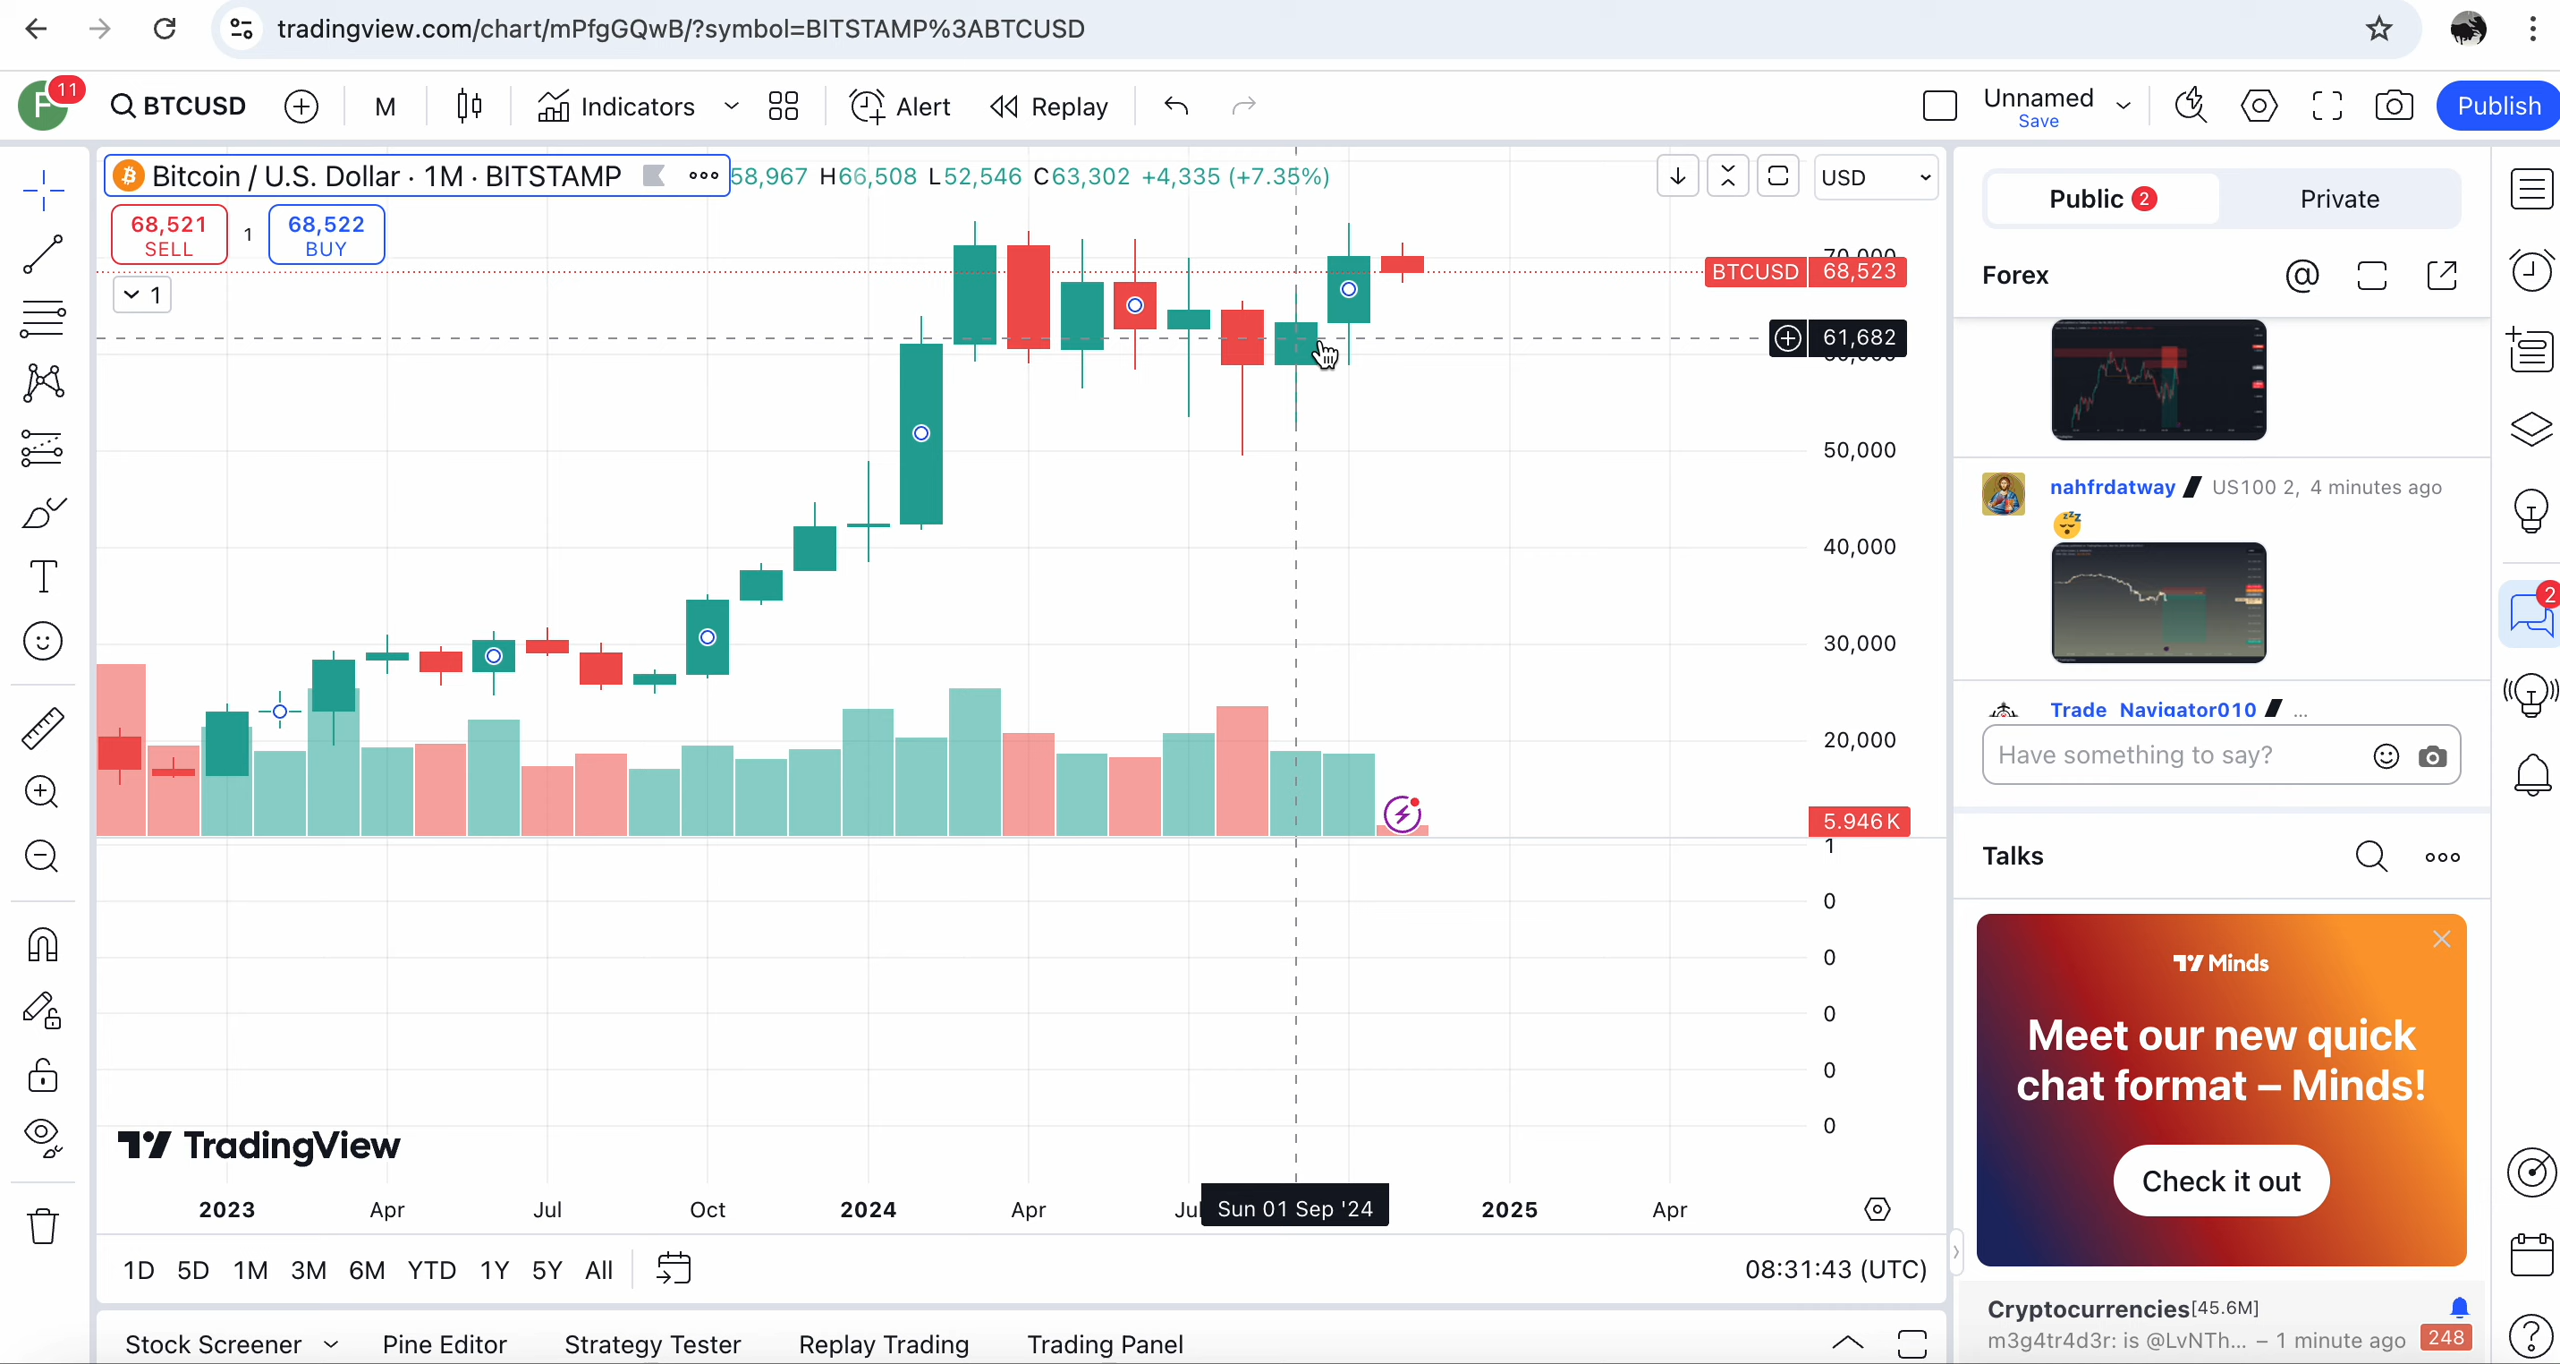 tradingview.com/chart/mPfgGQwB/?symbol=BITSTAMP%3ABTCUSD
F 11 BTCUSD M Indicators Alert Replay Unnamed Save Publish
Bitcoin / U.S. Dollar · 1M · BITSTAMP 58,967 H66,508 L52,546 C63,302 +4,335 (+7.35%) USD
68,521 SELL 1 68,522 BUY
1
BTCUSD 68,523
61,682
50,000
40,000
30,000
20,000
5.946K
1
0
0
0
0
0
TradingView
2023 Apr Jul Oct 2024 Apr Sun 01 Sep '24 2025 Apr
1D 5D 1M 3M 6M YTD 1Y 5Y All 08:31:43 (UTC)
Stock Screener Pine Editor Strategy Tester Replay Trading Trading Panel
Public 2 Private
Forex
nahfrdatway US100 2, 4 minutes ago
Trade_Navigator010 ...
Have something to say?
Talks
Minds
Meet our new quick
chat format – Minds!
Check it out
Cryptocurrencies[45.6M]
m3g4tr4d3r: is @LvNTh... – 1 minute ago 248
2